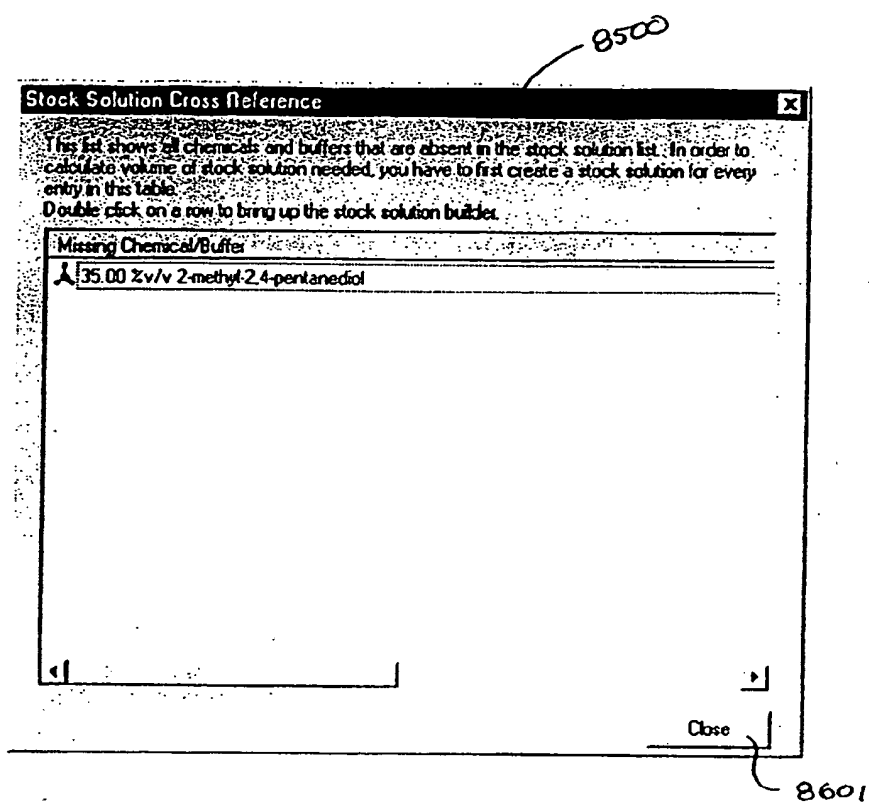 8500
Stock Solution Cross Reference
This list shows all chemicals and buffers that are absent in the stock solution list. In order to
calculate volume of stock solution needed, you have to first create a stock solution for every
entry in this table.
Double click on a row to bring up the stock solution builder.
Missing Chemical/Buffer
35.00 %v/v 2-methyl-2,4-pentanediol
Close
8601